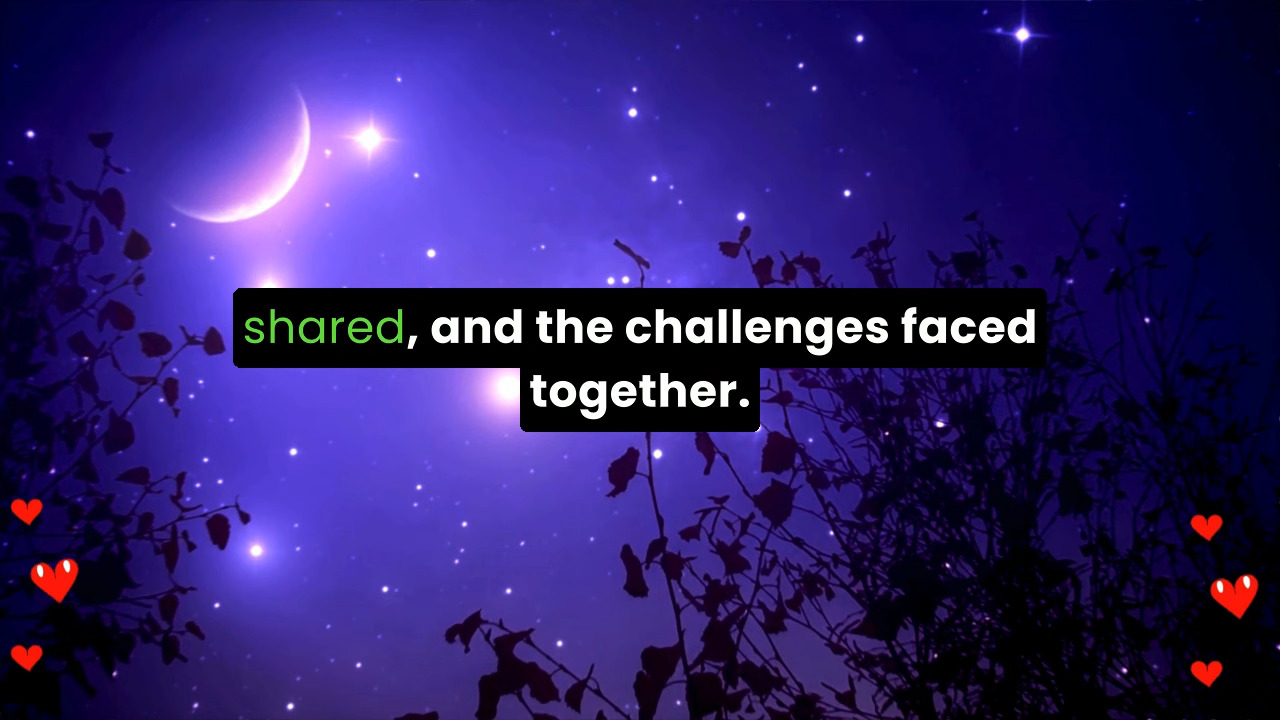 shared, and the challenges faced
together.